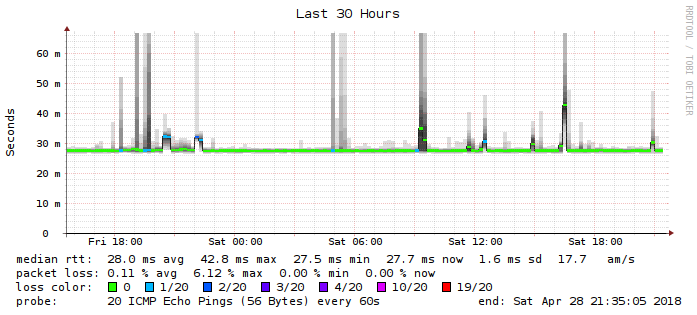 Last 30 Hours
RRDTOOL / TOBI OETIKER
Seconds
60 m
50 m
40 m
30 m
20 m
10 m
0
Fri 18:00 Sat 00:00 Sat 06:00 Sat 12:00 Sat 18:00
median rtt: 28.0 ms avg 42.8 ms max 27.5 ms min 27.7 ms now 1.6 ms sd 17.7 am/s
packet loss: 0.11 % avg 6.12 % max 0.00 % min 0.00 % now
loss color: 0 1/20 2/20 3/20 4/20 10/20 19/20
probe: 20 ICMP Echo Pings (56 Bytes) every 60s end: Sat Apr 28 21:35:05 2018